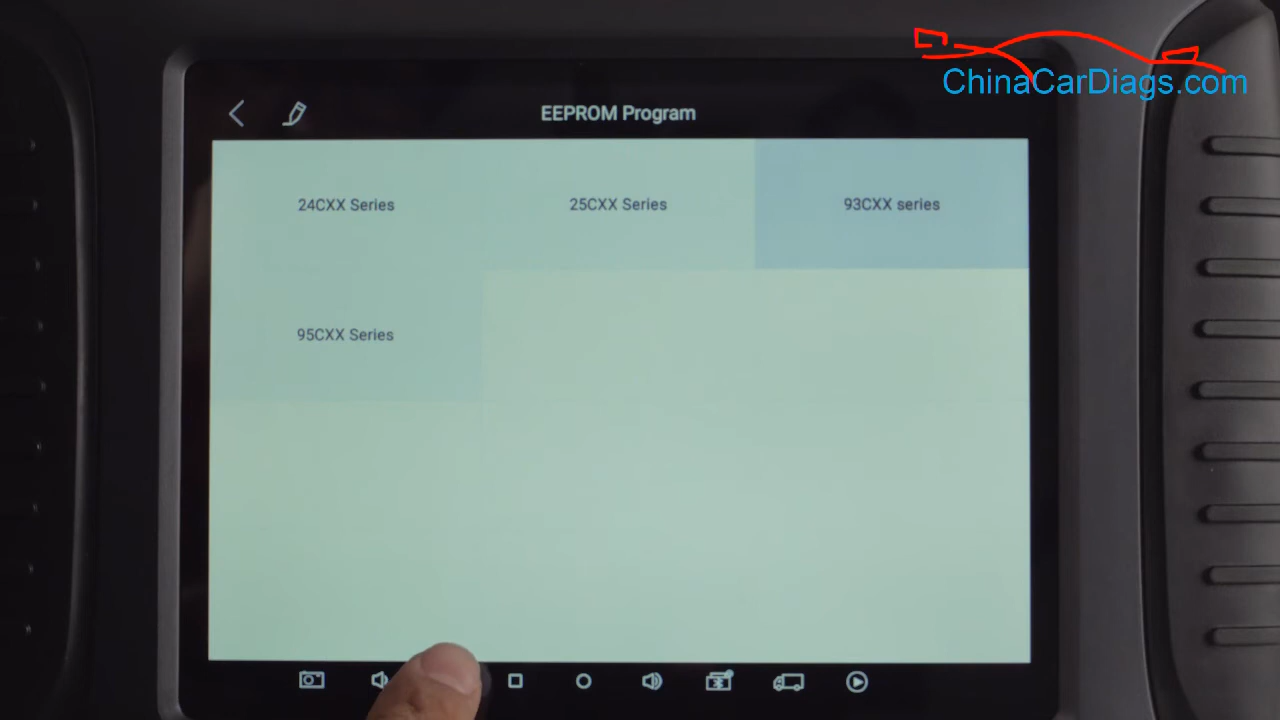 ChinaCarDiags.com
EEPROM Program
24CXX Series
25CXX Series
93CXX series
95CXX Series